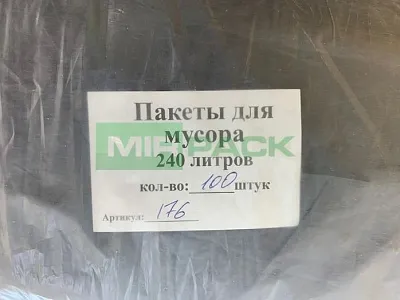 Пакеты для
мусора
MIRPACK
240 литров
кол-во: 100 штук
Артикул: 176